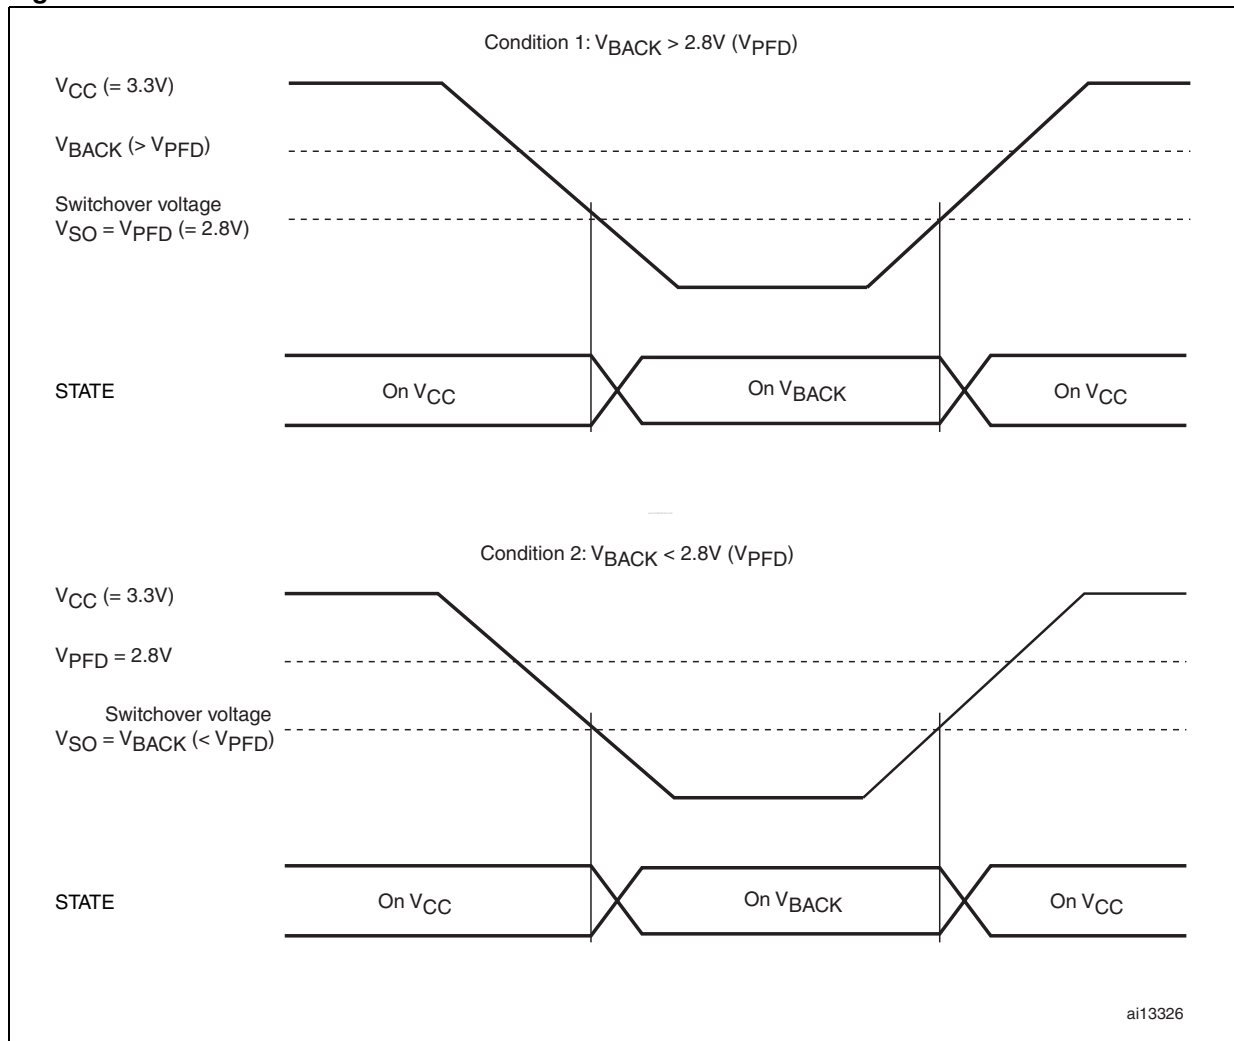 Condition 1: VBACK > 2.8V (VPFD)
VCC (= 3.3V)
VBACK (> VPFD)
Switchover voltage
VSO = VPFD (= 2.8V)
STATE
On VCC
On VBACK
On VCC
Condition 2: VBACK < 2.8V (VPFD)
VCC (= 3.3V)
VPFD = 2.8V
Switchover voltage
VSO = VBACK (< VPFD)
STATE
On VCC
On VBACK
On VCC
ai13326